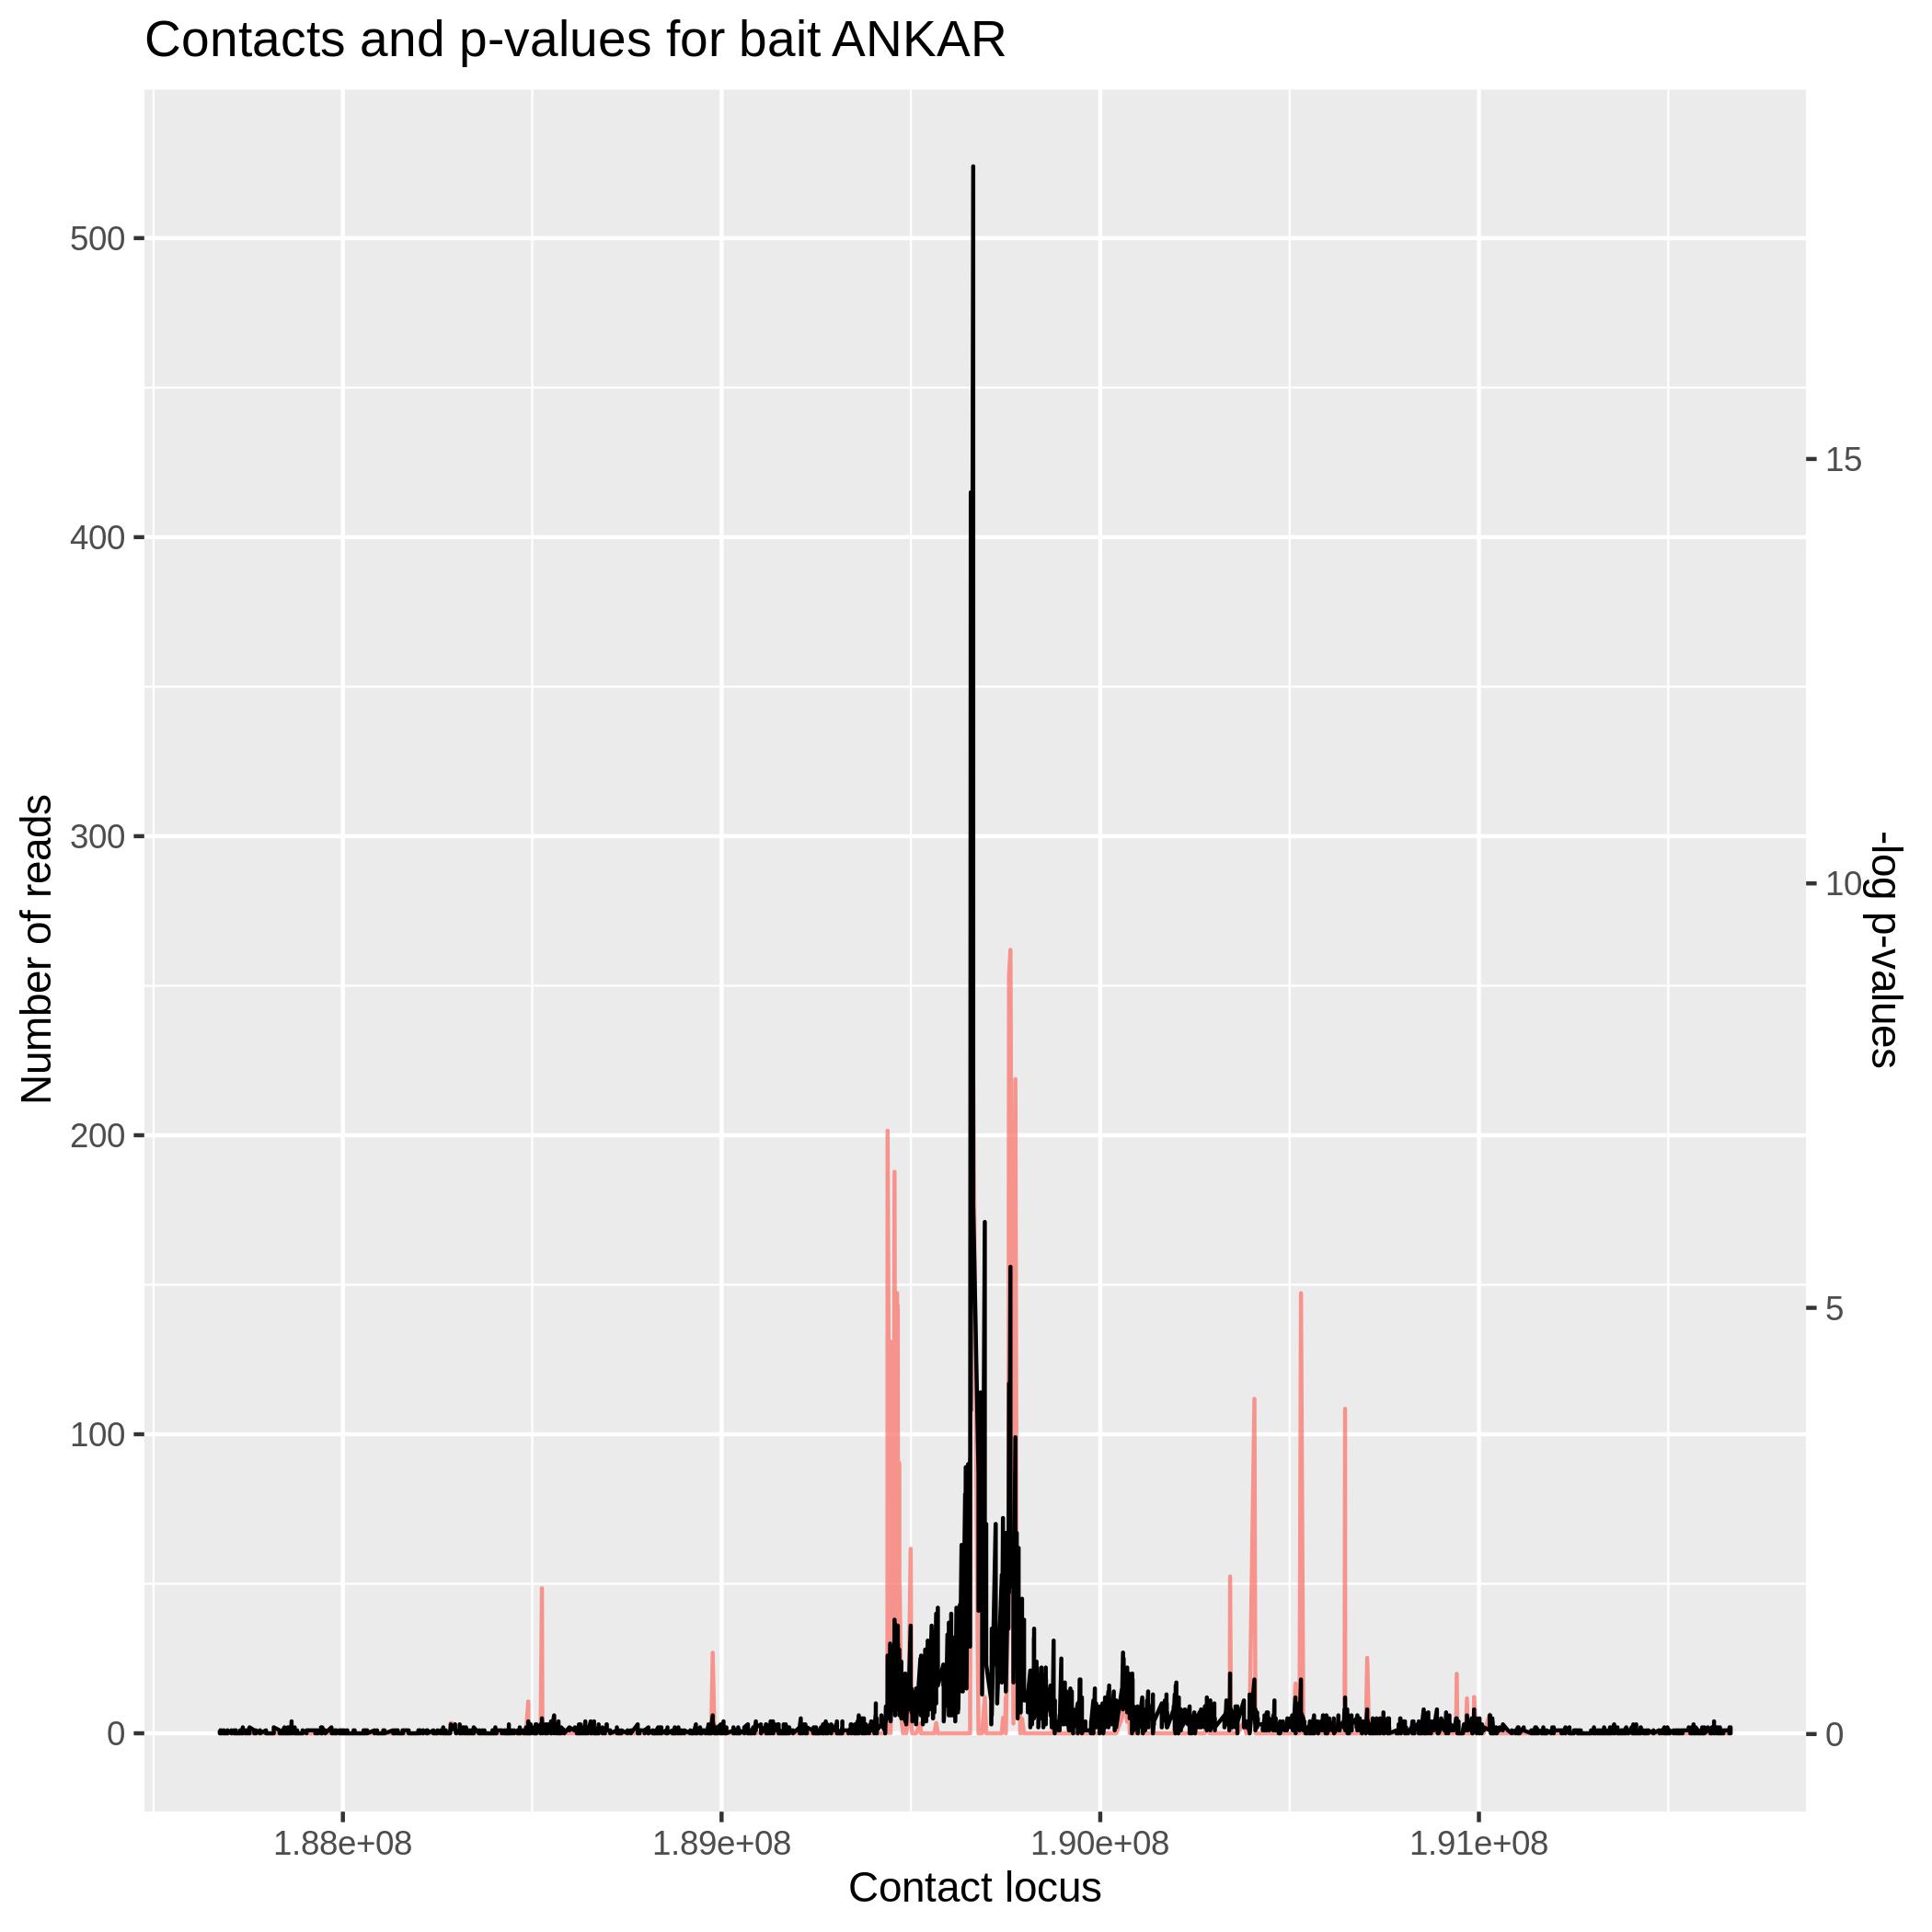 Contacts and p-values for bait ANKAR
Number of reads
500
400
300
200
100
0
15
10
5
0
-log p-values
1.88e+08
1.89e+08
1.90e+08
1.91e+08
Contact locus